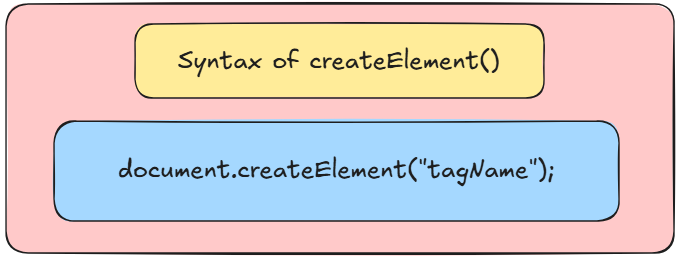 Syntax of createElement()
document.createElement("tagName");